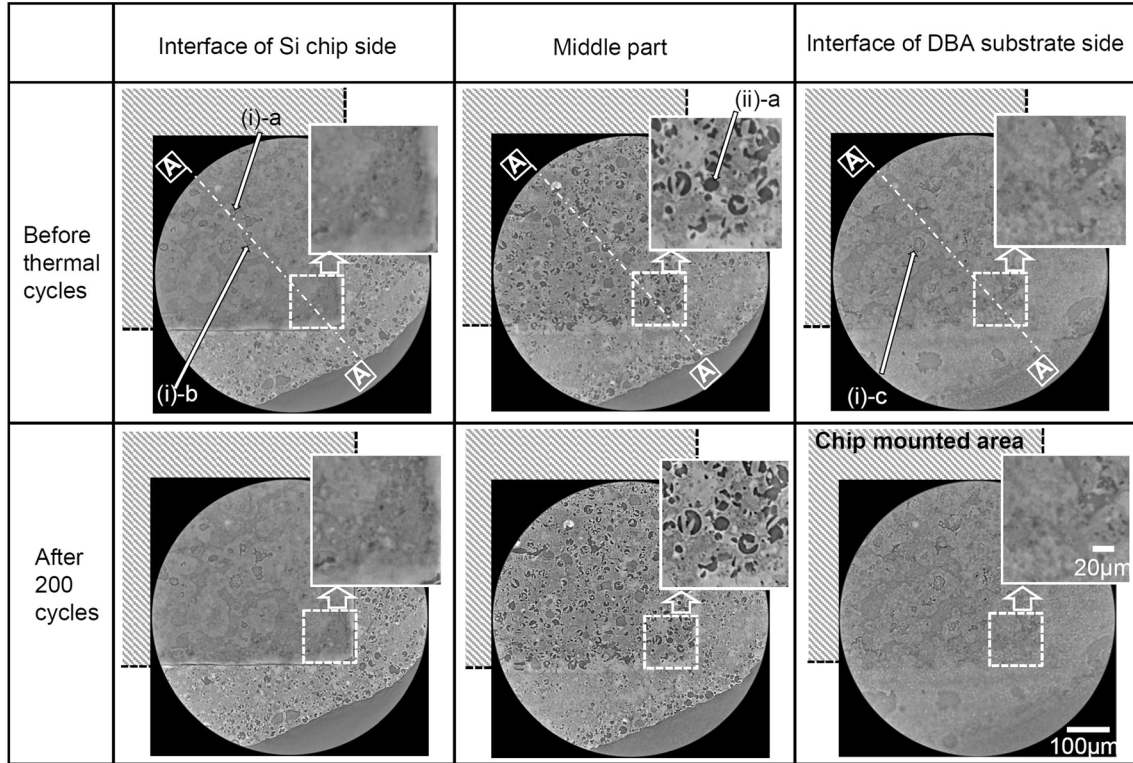 Interface of Si chip side
Middle part
Interface of DBA substrate side
Before
thermal
cycles
(i)-a
A
A
(i)-b
(ii)-a
A
A
A
A
(i)-c
After
200
cycles
Chip mounted area
20μm
100μm